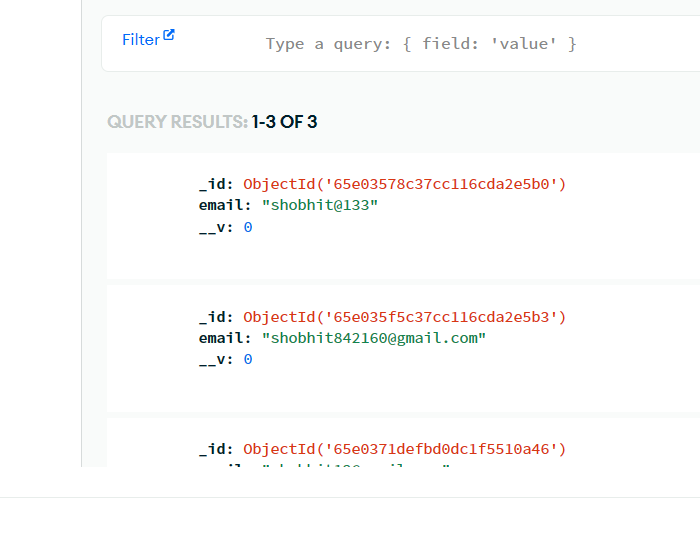 Filter
Type a query: { field: 'value' }
QUERY RESULTS: 1-3 OF 3
_id: ObjectId('65e03578c37cc116cda2e5b0')
email: "shobhit@133"
__v: 0
_id: ObjectId('65e035f5c37cc116cda2e5b3')
email: "shobhit842160@gmail.com"
__v: 0
_id: ObjectId('65e0371defbd0dc1f5510a46')